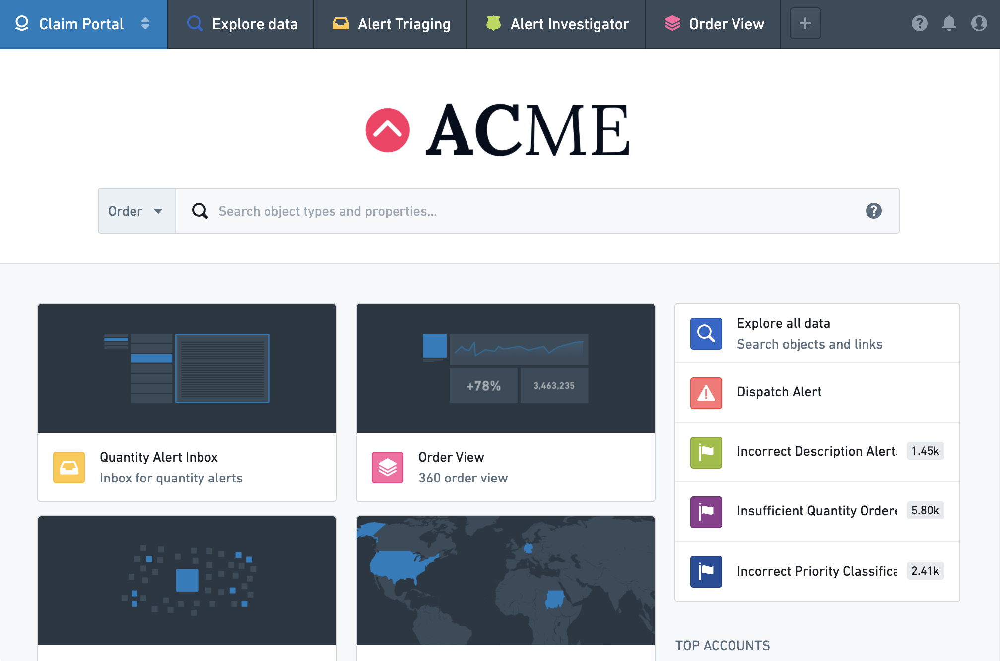 Claim Portal
Explore data
Alert Triaging
Alert Investigator
Order View
ACME
Order
Search object types and properties...
+78%
3,463,235
Quantity Alert Inbox
Inbox for quantity alerts
Order View
360 order view
Explore all data
Search objects and links
Dispatch Alert
Incorrect Description Alert
1.45k
Insufficient Quantity Order
5.80k
Incorrect Priority Classific
2.41k
TOP ACCOUNTS